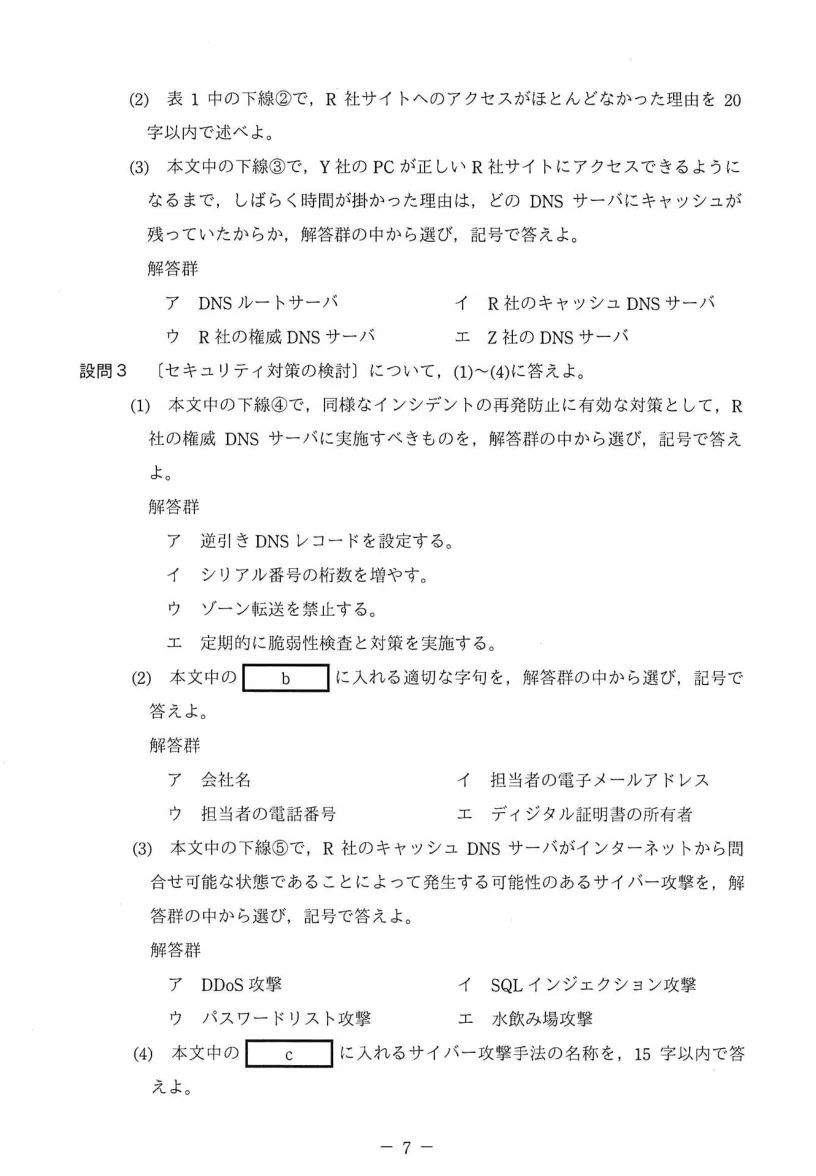 (2) 表 1 中の下線②で，R 社サイトへのアクセスがほとんどなかった理由を 20
字以内で述べよ。
(3) 本文中の下線③で，Y 社の PC が正しい R 社サイトにアクセスできるように
なるまで，しばらく時間が掛かった理由は，どの DNS サーバにキャッシュが
残っていたからか，解答群の中から選び，記号で答えよ。
解答群
ア DNS ルートサーバ イ R 社のキャッシュ DNS サーバ
ウ R 社の権威 DNS サーバ エ Z 社の DNS サーバ
設問３ 〔セキュリティ対策の検討〕について，(1)～(4)に答えよ。
(1) 本文中の下線④で，同様なインシデントの再発防止に有効な対策として，R
社の権威 DNS サーバに実施すべきものを，解答群の中から選び，記号で答え
よ。
解答群
ア 逆引き DNS レコードを設定する。
イ シリアル番号の桁数を増やす。
ウ ゾーン転送を禁止する。
エ 定期的に脆弱性検査と対策を実施する。
(2) 本文中の b に入れる適切な字句を，解答群の中から選び，記号で
答えよ。
解答群
ア 会社名 イ 担当者の電子メールアドレス
ウ 担当者の電話番号 エ ディジタル証明書の所有者
(3) 本文中の下線⑤で，R 社のキャッシュ DNS サーバがインターネットから問
合せ可能な状態であることによって発生する可能性のあるサイバー攻撃を，解
答群の中から選び，記号で答えよ。
解答群
ア DDoS 攻撃 イ SQL インジェクション攻撃
ウ パスワードリスト攻撃 エ 水飲み場攻撃
(4) 本文中の c に入れるサイバー攻撃手法の名称を，15 字以内で答
えよ。
－ 7 －